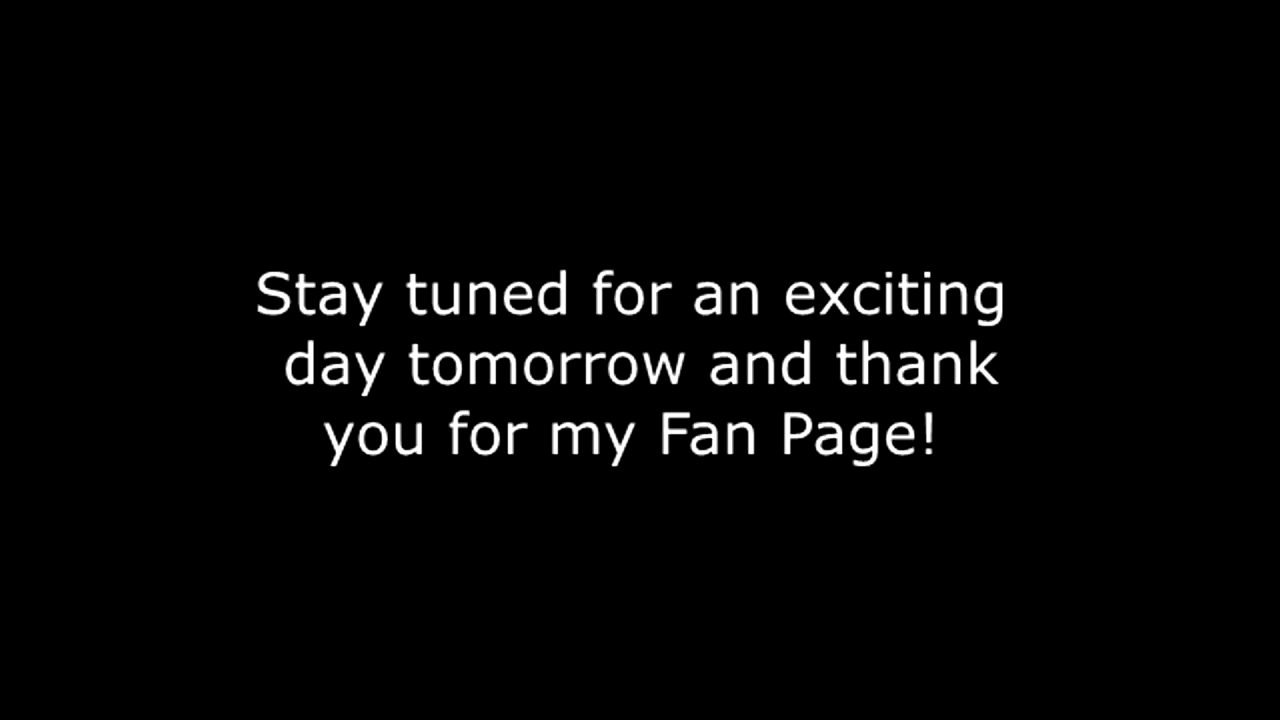 Stay tuned for an exciting
day tomorrow and thank
you for my Fan Page!